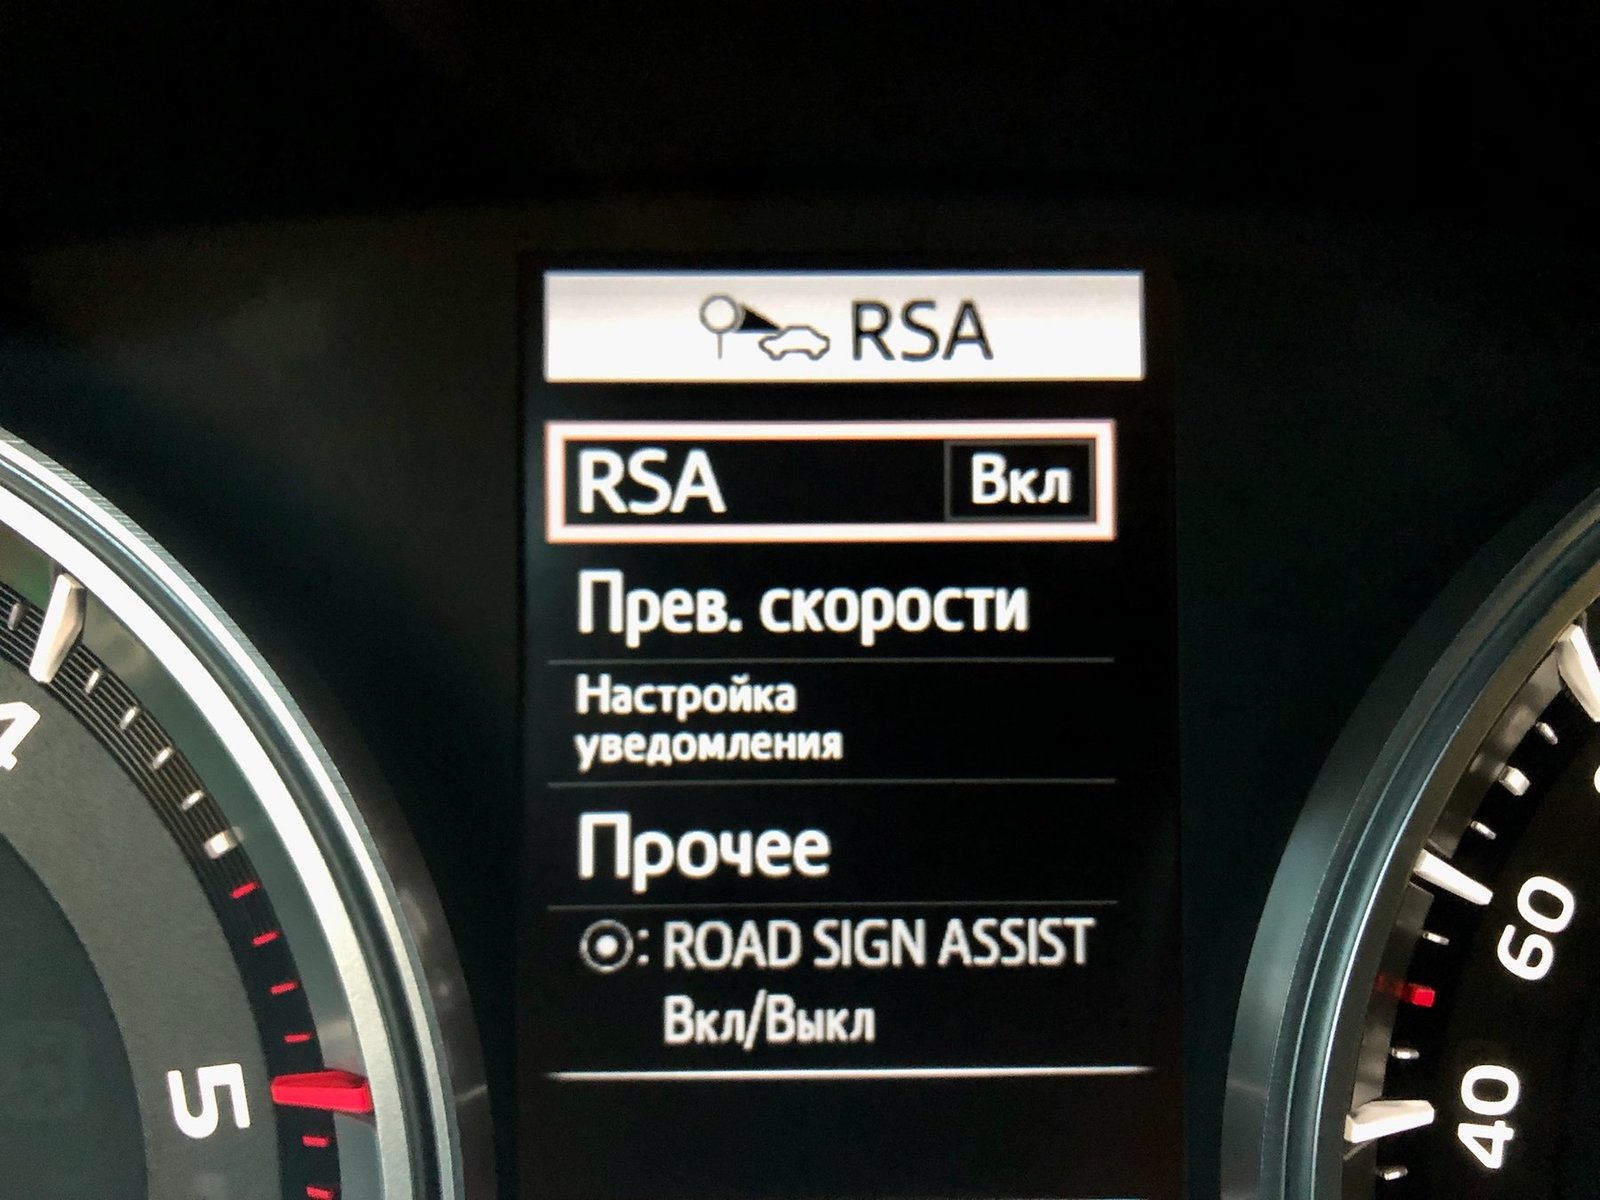 RSA
RSA Вкл
Прев. скорости
Настройка
уведомления
Прочее
: ROAD SIGN ASSIST
Вкл/Выкл
4
5
60
40